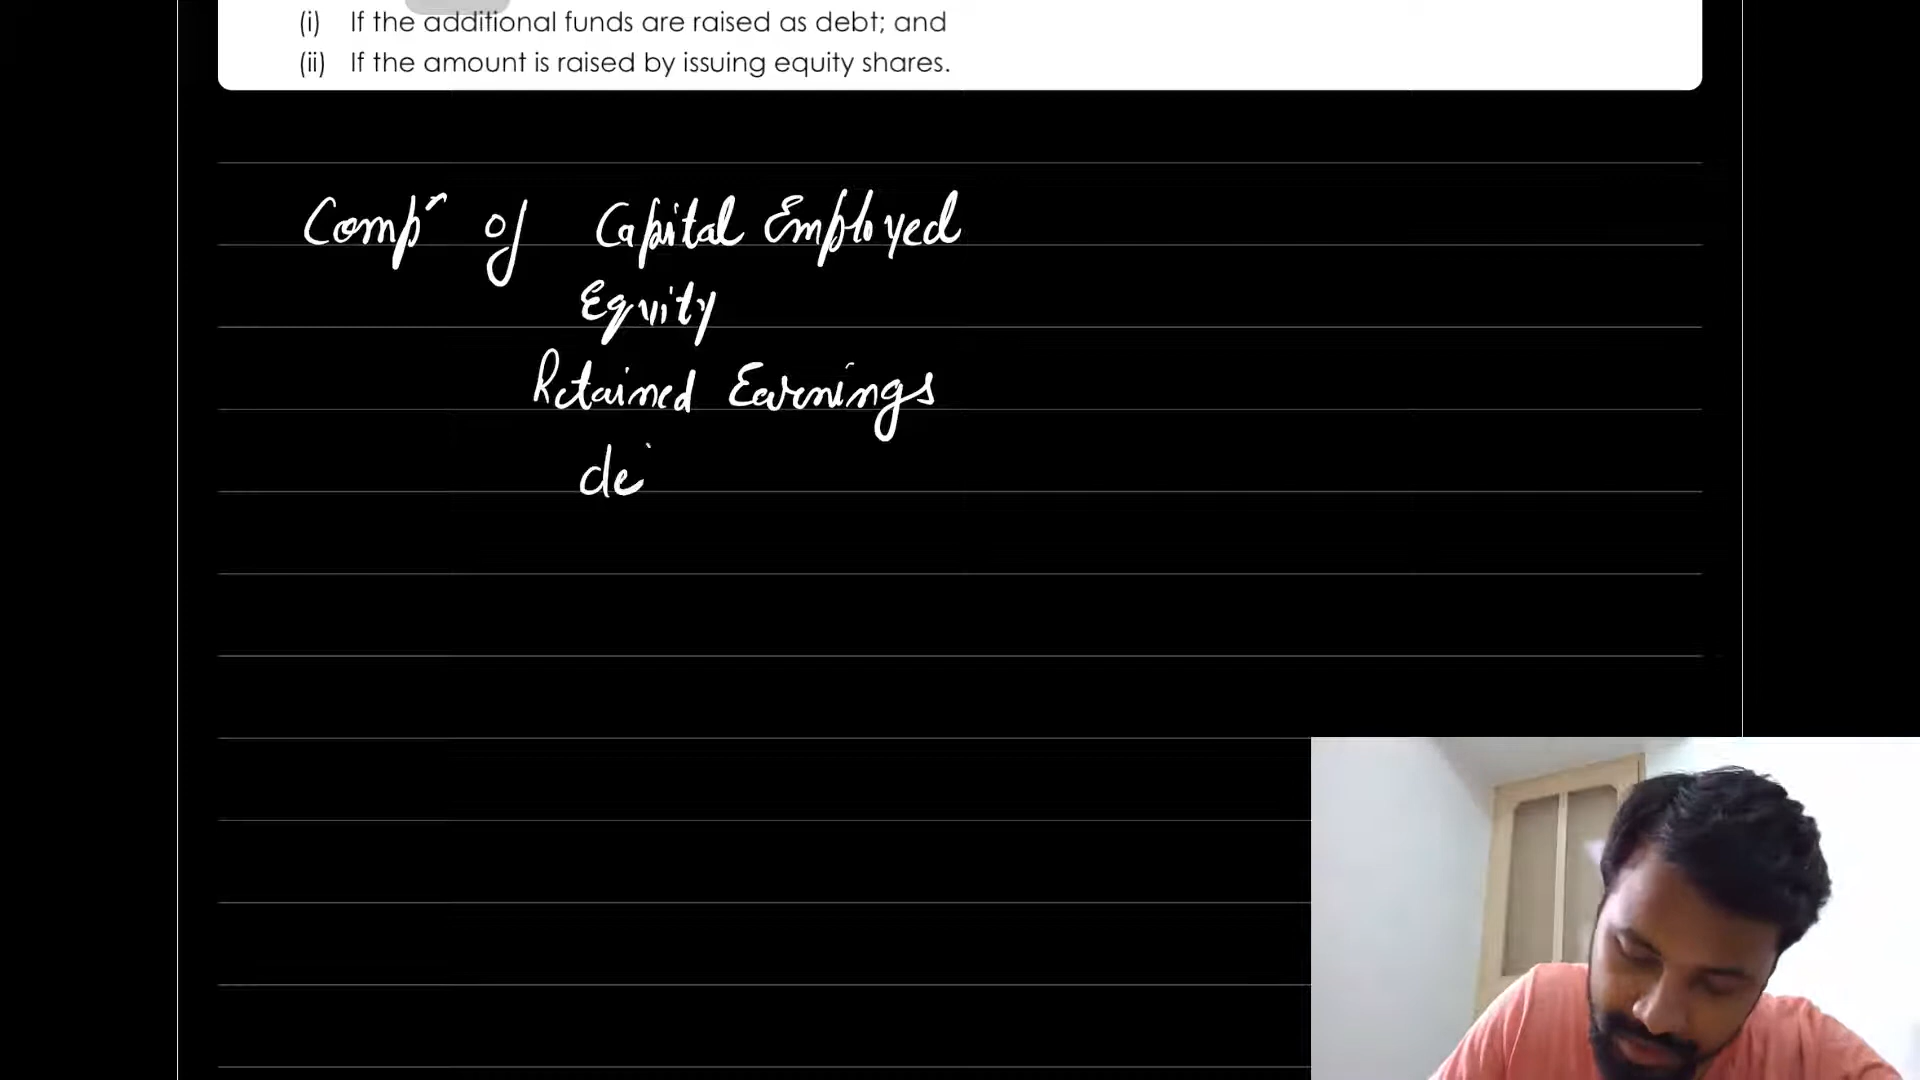 (i) If the additional funds are raised as debt; and
(ii) If the amount is raised by issuing equity shares.
Compⁿ of Capital Employed
Equity
Retained Earnings
de